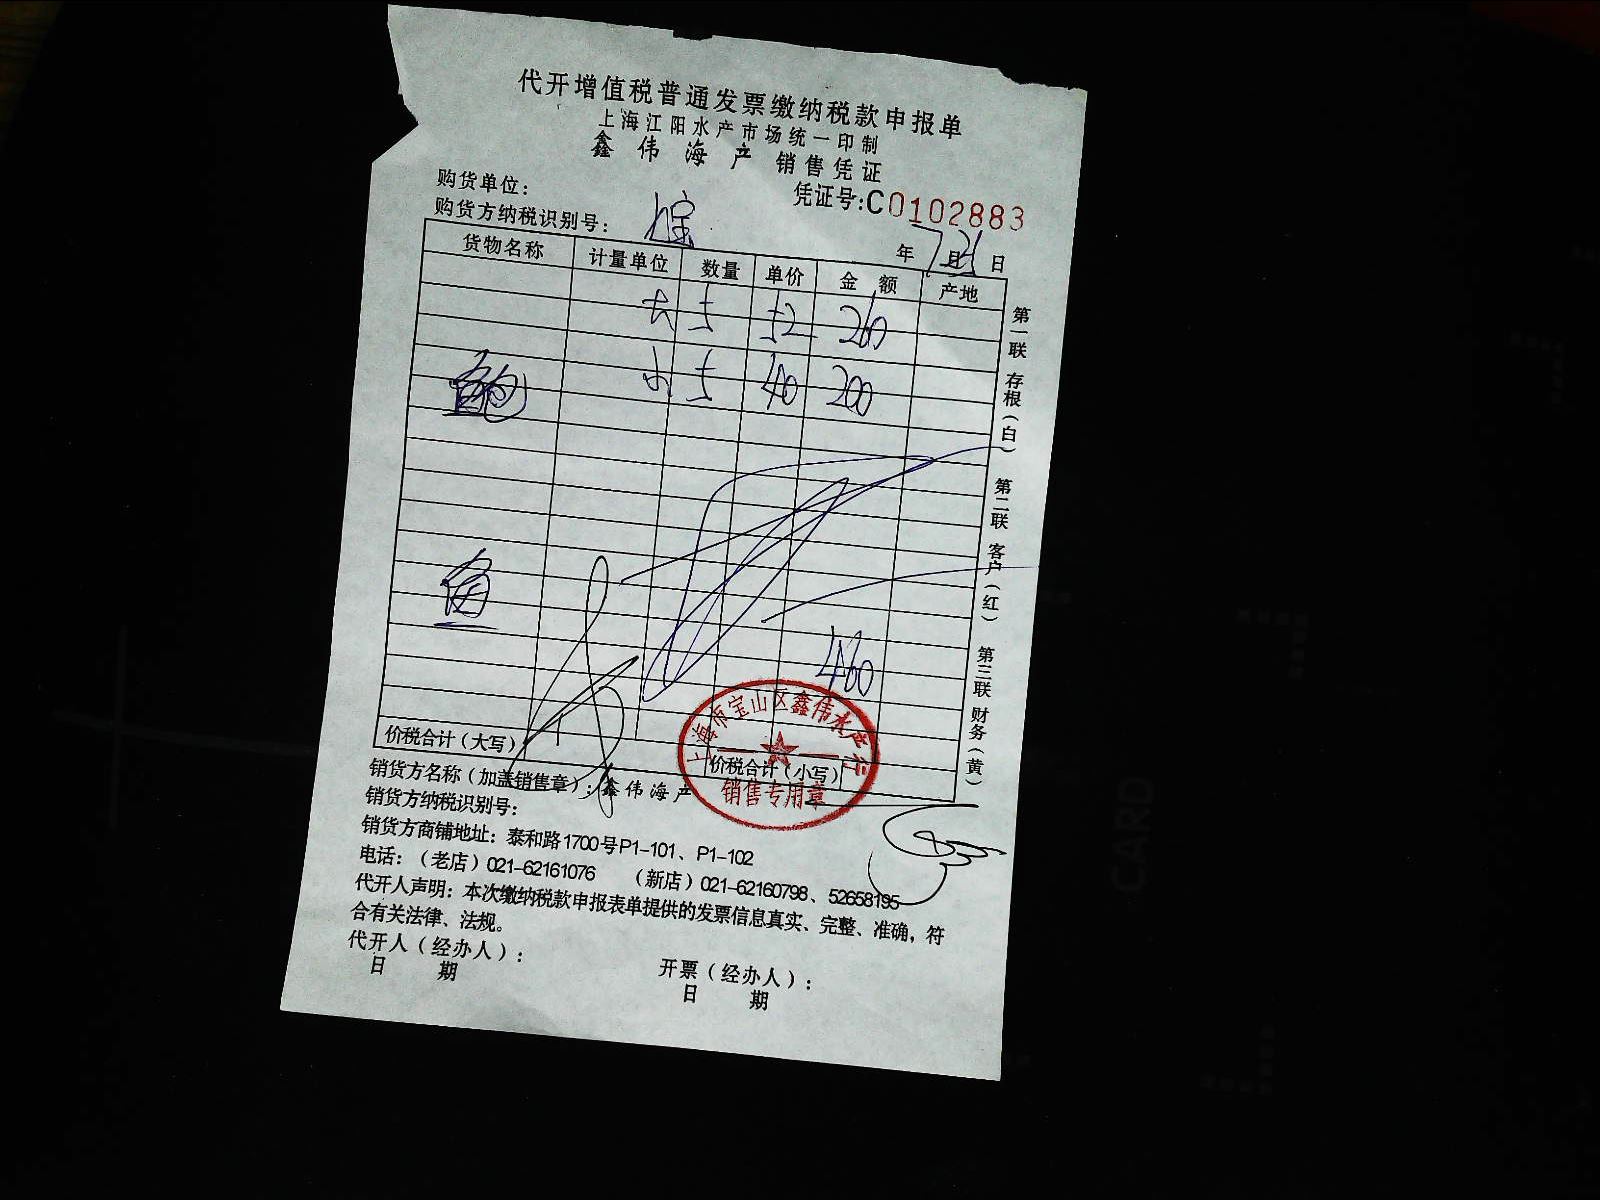 代开增值税普通发票缴纳税款申报单
上海江阳水产市场统一印制
鑫伟海产销售凭证
购货单位：
凭证号:C0102883
购货方纳税识别号：
年7月21日
货物名称 计量单位 数量 单价 金额 产地
大 5 52 260
小 5 40 200
460
价税合计（大写） 价税合计（小写）
上海市宝山区鑫伟水产行
销售专用章
销货方名称（加盖销售章）：鑫伟海产
销货方纳税识别号：
销货方商铺地址：泰和路1700号P1-101、P1-102
电话：（老店）021-62161076 （新店）021-62160798、52658195
代开人声明：本次缴纳税款申报表单提供的发票信息真实、完整、准确，符
合有关法律、法规。
代开人（经办人）： 开票（经办人）：
日期 日期
第一联 存根（白） 第二联 客户（红） 第三联 财务（黄）
CARD